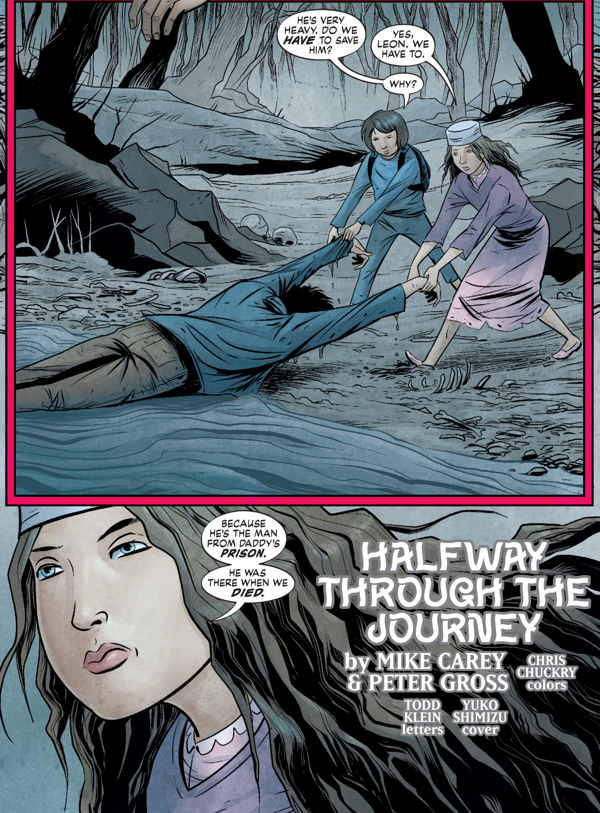 HE'S VERY
HEAVY. DO WE
HAVE TO SAVE
HIM?
YES,
LEON, WE
HAVE TO.
WHY?
BECAUSE
HE'S THE MAN
FROM DADDY'S
PRISON.
HE WAS
THERE WHEN WE
DIED.
HALFWAY
THROUGH THE
JOURNEY
by MIKE CAREY
& PETER GROSS
CHRIS
CHUCKRY
colors
TODD
KLEIN
letters
YUKO
SHIMIZU
cover